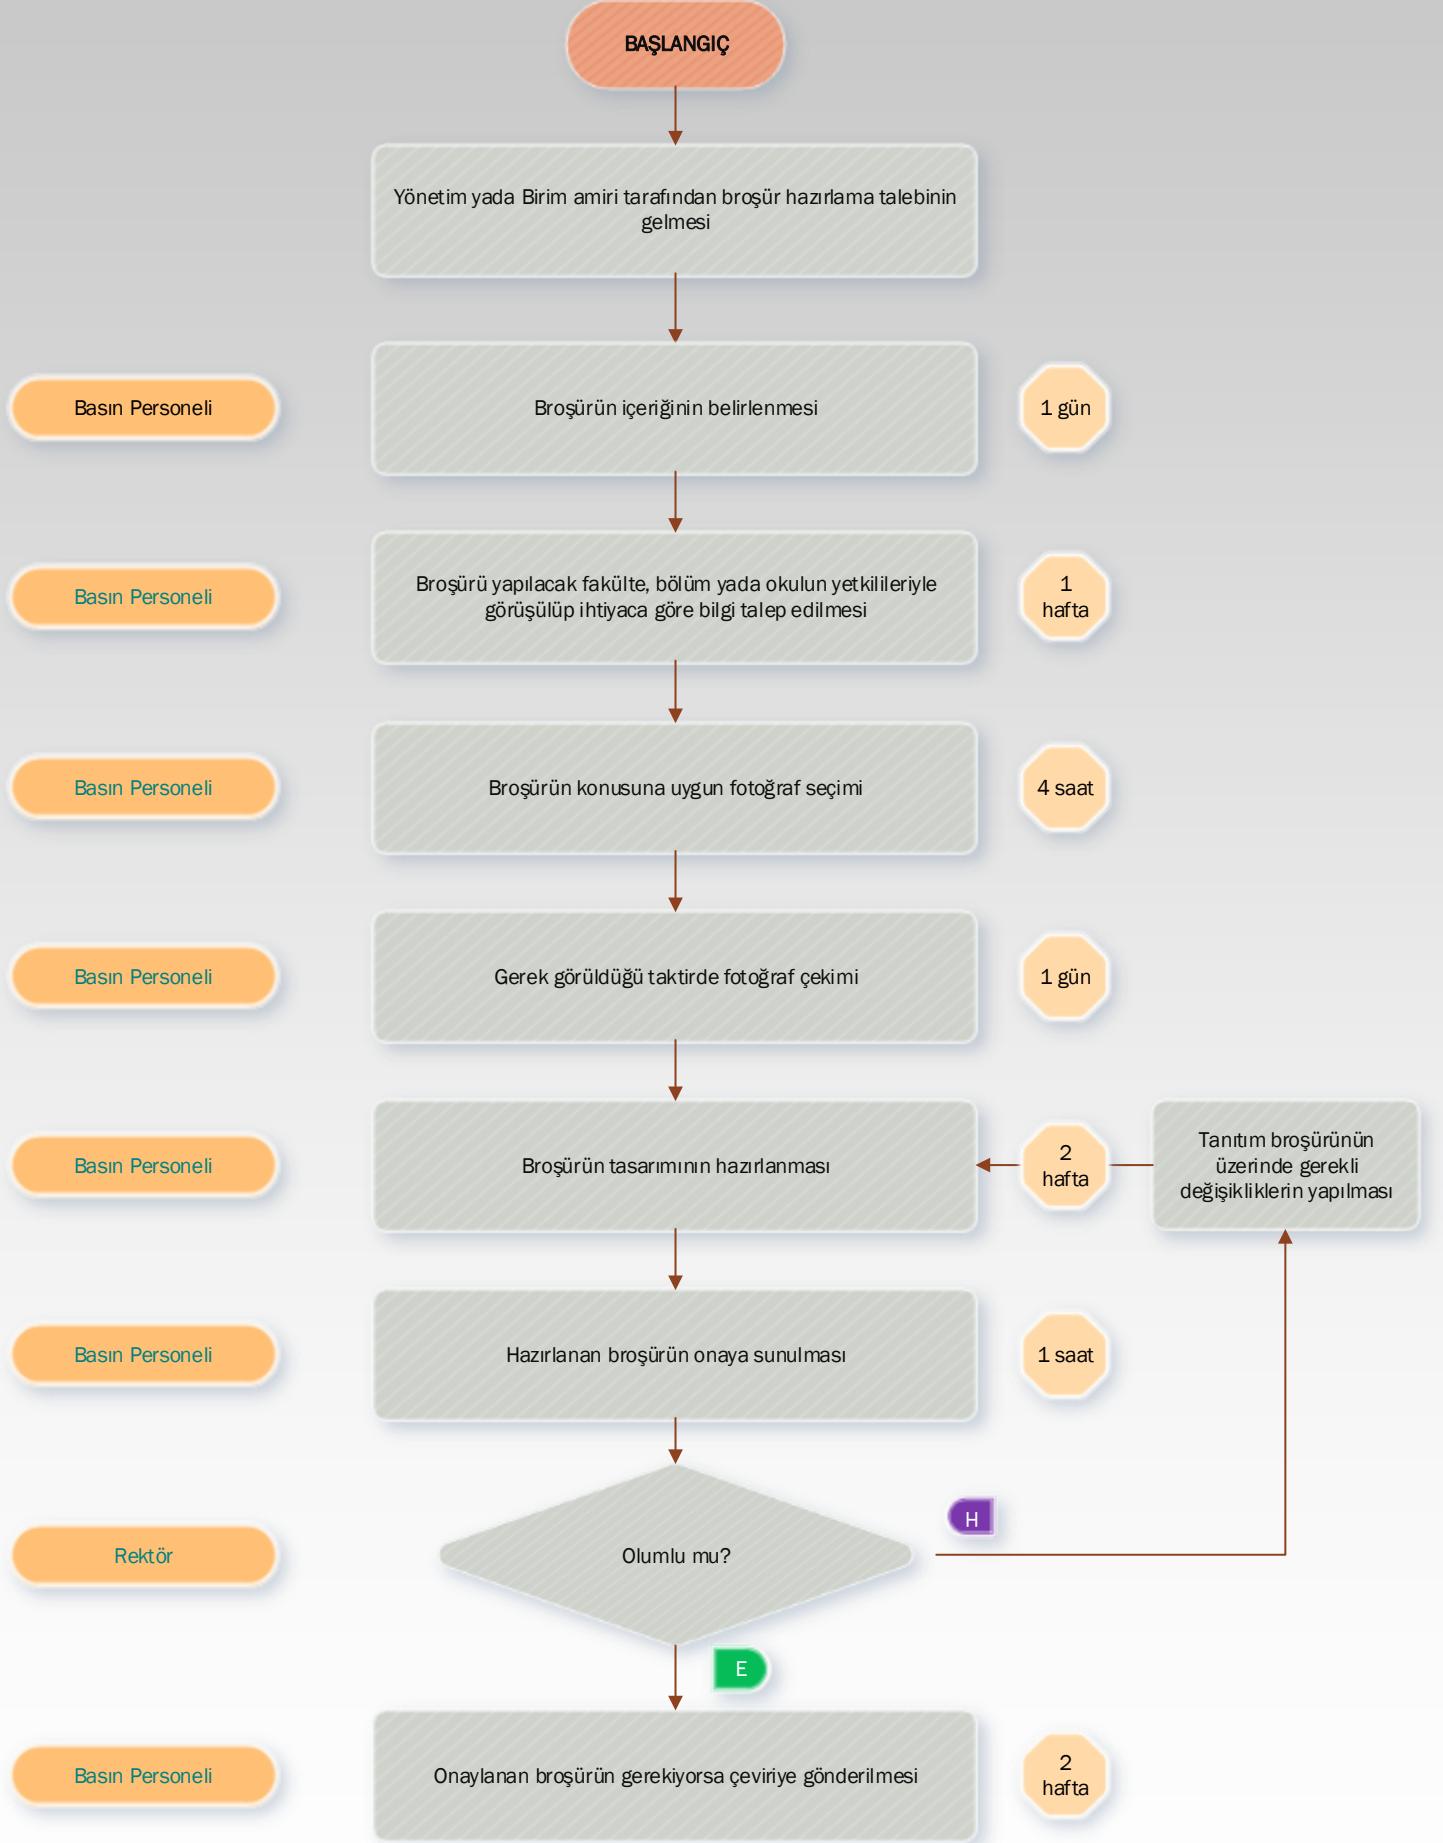 BAŞLANGIÇ
Yönetim yada Birim amiri tarafından broşür hazırlama talebinin
gelmesi
Basın Personeli
Broşürün içeriğinin belirlenmesi
1 gün
Basın Personeli
Broşürü yapılacak fakülte, bölüm yada okulun yetkilileriyle
görüşülüp ihtiyaca göre bilgi talep edilmesi
1
hafta
Basın Personeli
Broşürün konusuna uygun fotoğraf seçimi
4 saat
Basın Personeli
Gerek görüldüğü taktirde fotoğraf çekimi
1 gün
Basın Personeli
Broşürün tasarımının hazırlanması
2
hafta
Tanıtım broşürünün
üzerinde gerekli
değişikliklerin yapılması
Basın Personeli
Hazırlanan broşürün onaya sunulması
1 saat
Rektör
Olumlu mu?
H
E
Basın Personeli
Onaylanan broşürün gerekiyorsa çeviriye gönderilmesi
2
hafta